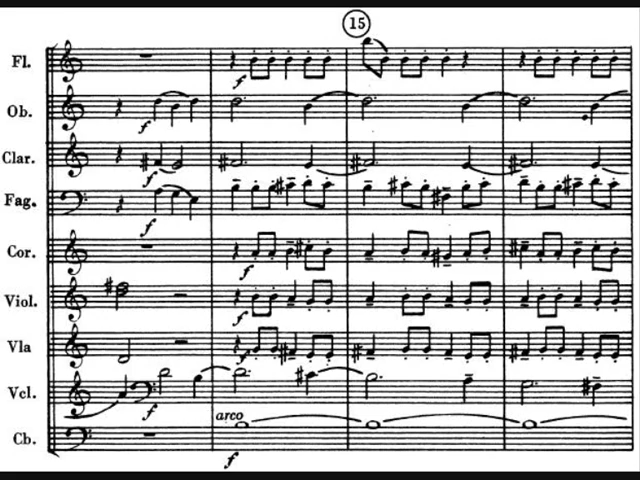 15
Fl.
f
Ob.
f
Clar.
f
Fag.
f
Cor.
f
Viol.
f
Vla
f
Vcl.
f
arco
Cb.
f